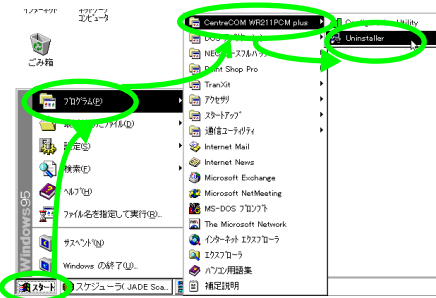 コンピュータ
ごみ箱
プログラム(P)
ファイル(D)
設定(S)
検索(F)
ヘルプ(H)
ファイル名を指定して実行(R)...
サスペンド(N)
Windows の終了(U)...
Windows95
スタート
スケジューラ( JADE Sca...
CentreCOM WR211PCM plus
NEC
Paint Shop Pro
TranXit
アクセサリ
スタートアップ
通信ユーティリティ
Internet Mail
Internet News
Microsoft Exchange
Microsoft NetMeeting
MS-DOS プロンプト
The Microsoft Network
インターネット エクスプローラ
エクスプローラ
パソコン用語集
補足説明
Utility
Uninstaller